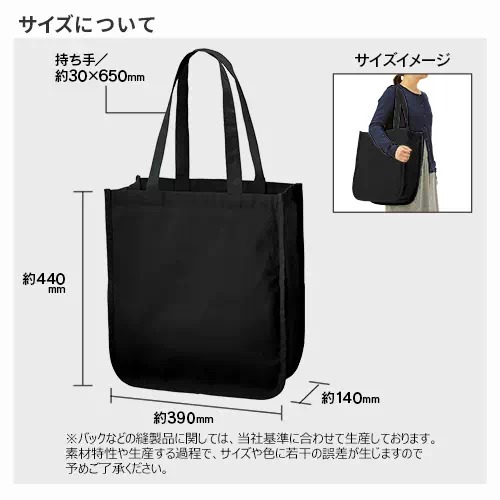 サイズについて
持ち手／
約30×650mm
サイズイメージ
約440
mm
約140mm
約390mm
※バックなどの縫製品に関しては、当社基準に合わせて生産しております。
素材特性や生産する過程で、サイズや色に若干の誤差が生じますので
予めご了承ください。